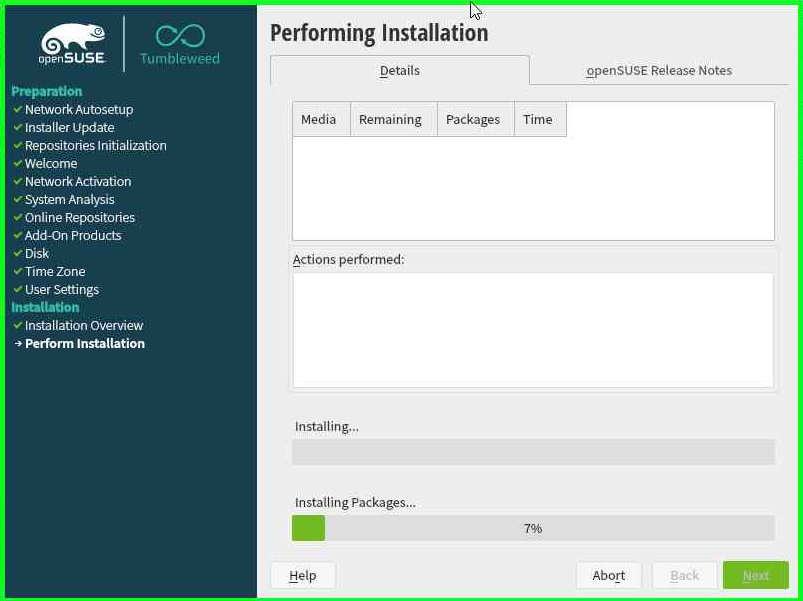 openSUSE
Tumbleweed
Preparation
Network Autosetup
Installer Update
Repositories Initialization
Welcome
Network Activation
System Analysis
Online Repositories
Add-On Products
Disk
Time Zone
User Settings
Installation
Installation Overview
Perform Installation
Performing Installation
Details
openSUSE Release Notes
Media Remaining Packages Time
Actions performed:
Installing...
Installing Packages...
7%
Help Abort Back Next